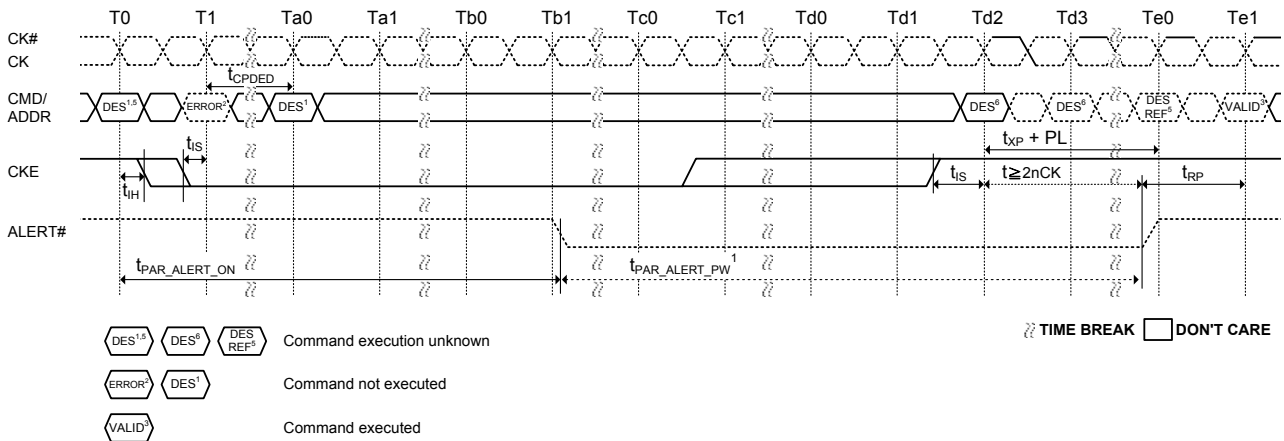 T0 T1 Ta0 Ta1 Tb0 Tb1 Tc0 Tc1 Td0 Td1 Td2 Td3 Te0 Te1
CK#
CK
tCPDED
CMD/
ADDR
DES1,5 ERROR2 DES1 DES6 DES6 DES REF5 VALID3
tXP + PL
tIS
CKE
tIH
tIS t≧2nCK tRP
ALERT#
tPAR_ALERT_ON tPAR_ALERT_PW1
DES1,5 DES6 DES REF5 Command execution unknown
TIME BREAK DON'T CARE
ERROR2 DES1 Command not executed
VALID3 Command executed